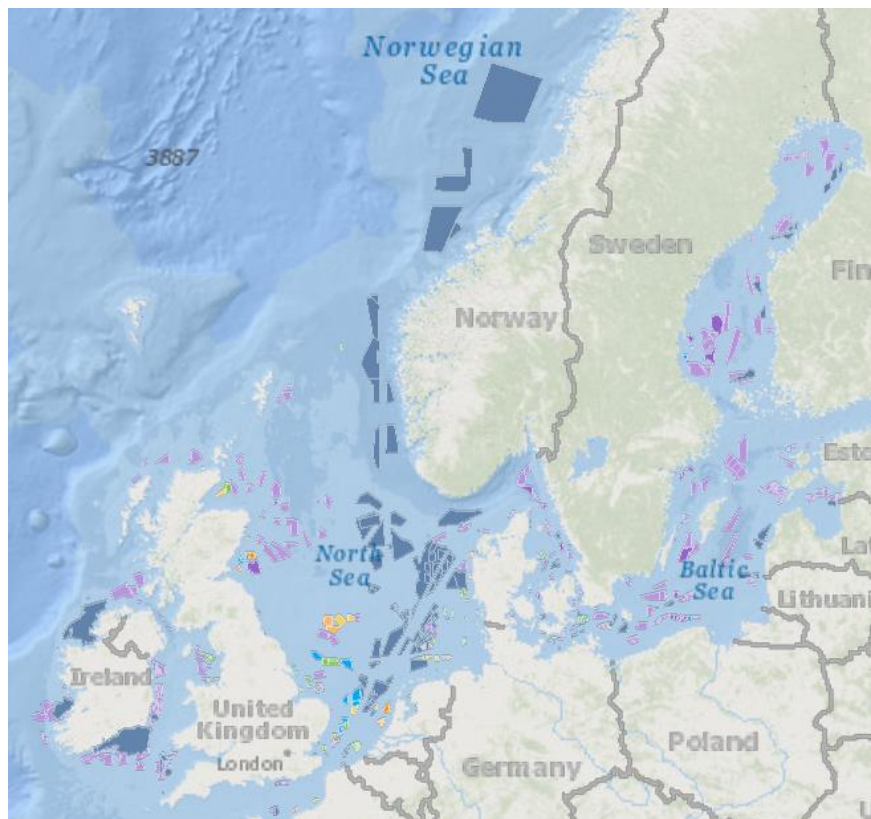 Norwegian
Sea
3887
Sweden
Fin
Norway
Esto
North
Sea
Baltic
Sea
Lat
Lithuani
Ireland
United
Kingdom
London
Germany
Poland
U